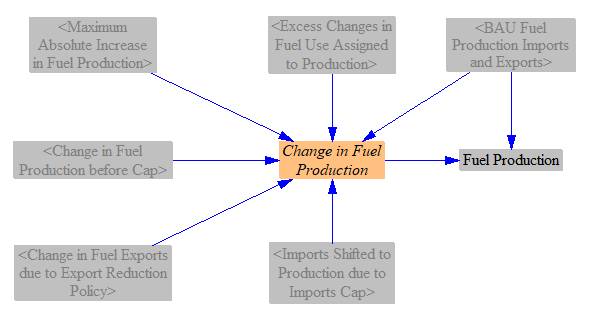 <Maximum
Absolute Increase
in Fuel Production>
<Excess Changes in
Fuel Use Assigned
to Production>
<BAU Fuel
Production Imports
and Exports>
<Change in Fuel
Production before Cap>
Change in Fuel
Production
Fuel Production
<Change in Fuel Exports
due to Export Reduction
Policy>
<Imports Shifted to
Production due to
Imports Cap>